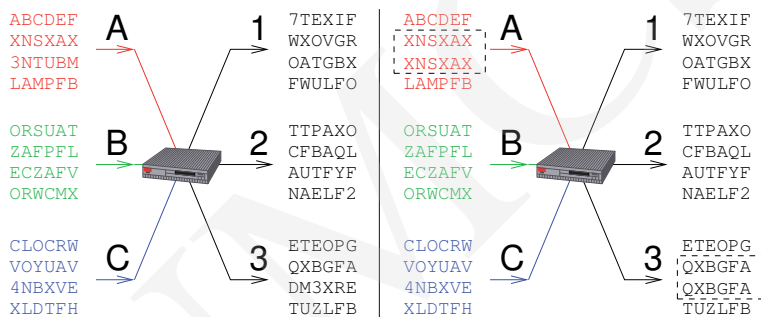 ABCDEF
XNSXAX
3NTUBM
LAMPFB
A
1
7TEXIF
WXOVGR
OATGBX
FWULFO
ORSUAT
ZAFPFL
ECZAFV
ORWCMX
B
2
TTPAXO
CFBAQL
AUTFYF
NAELF2
CLOCRW
VOYUAV
4NBXVE
XLDTFH
C
3
ETEOPG
QXBGFA
DM3XRE
TUZLFB
ABCDEF
XNSXAX
XNSXAX
LAMPFB
A
1
7TEXIF
WXOVGR
OATGBX
FWULFO
ORSUAT
ZAFPFL
ECZAFV
ORWCMX
B
2
TTPAXO
CFBAQL
AUTFYF
NAELF2
CLOCRW
VOYUAV
4NBXVE
XLDTFH
C
3
ETEOPG
QXBGFA
QXBGFA
TUZLFB